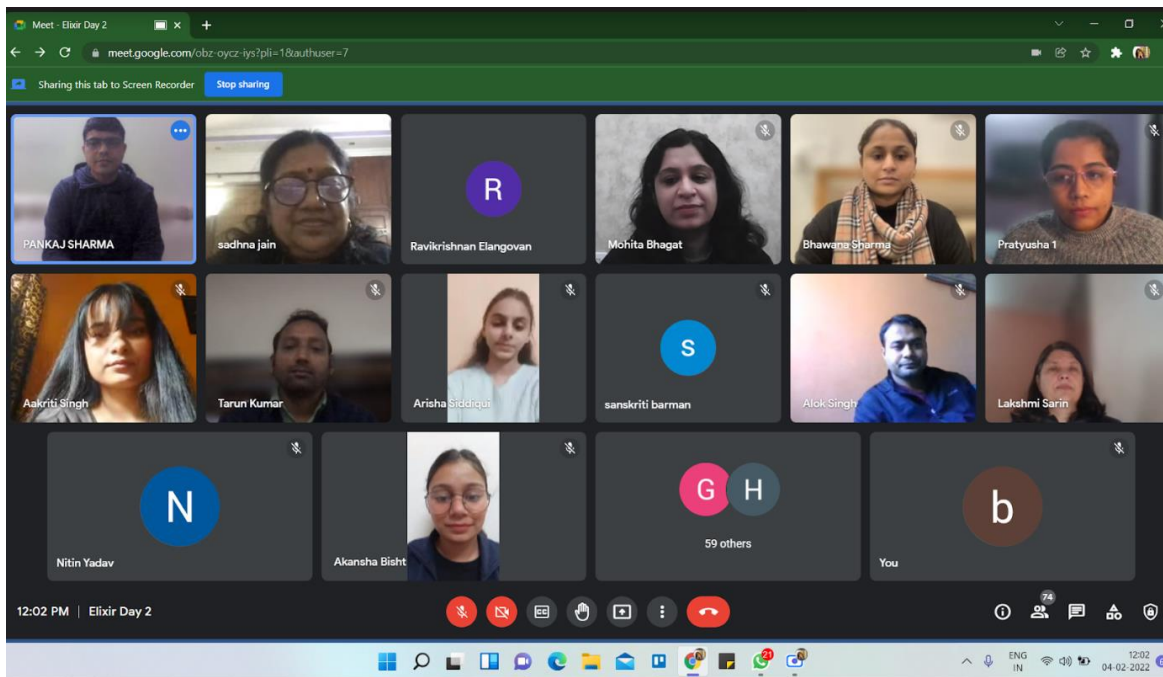 Meet - Elixir Day 2
meet.google.com/obz-oycz-iys?pli=1&authuser=7
Sharing this tab to Screen Recorder Stop sharing
PANKAJ SHARMA
sadhna jain
R
Ravikrishnan Elangovan
Mohita Bhagat
Bhawana Sharma
Pratyusha 1
Aakriti Singh
Tarun Kumar
Arisha Siddiqui
s
sanskriti barman
Alok Singh
Lakshmi Sarin
N
Nitin Yadav
Akansha Bisht
G H
59 others
b
You
12:02 PM | Elixir Day 2
CC
74
21
ENG
IN
12:02
04-02-2022